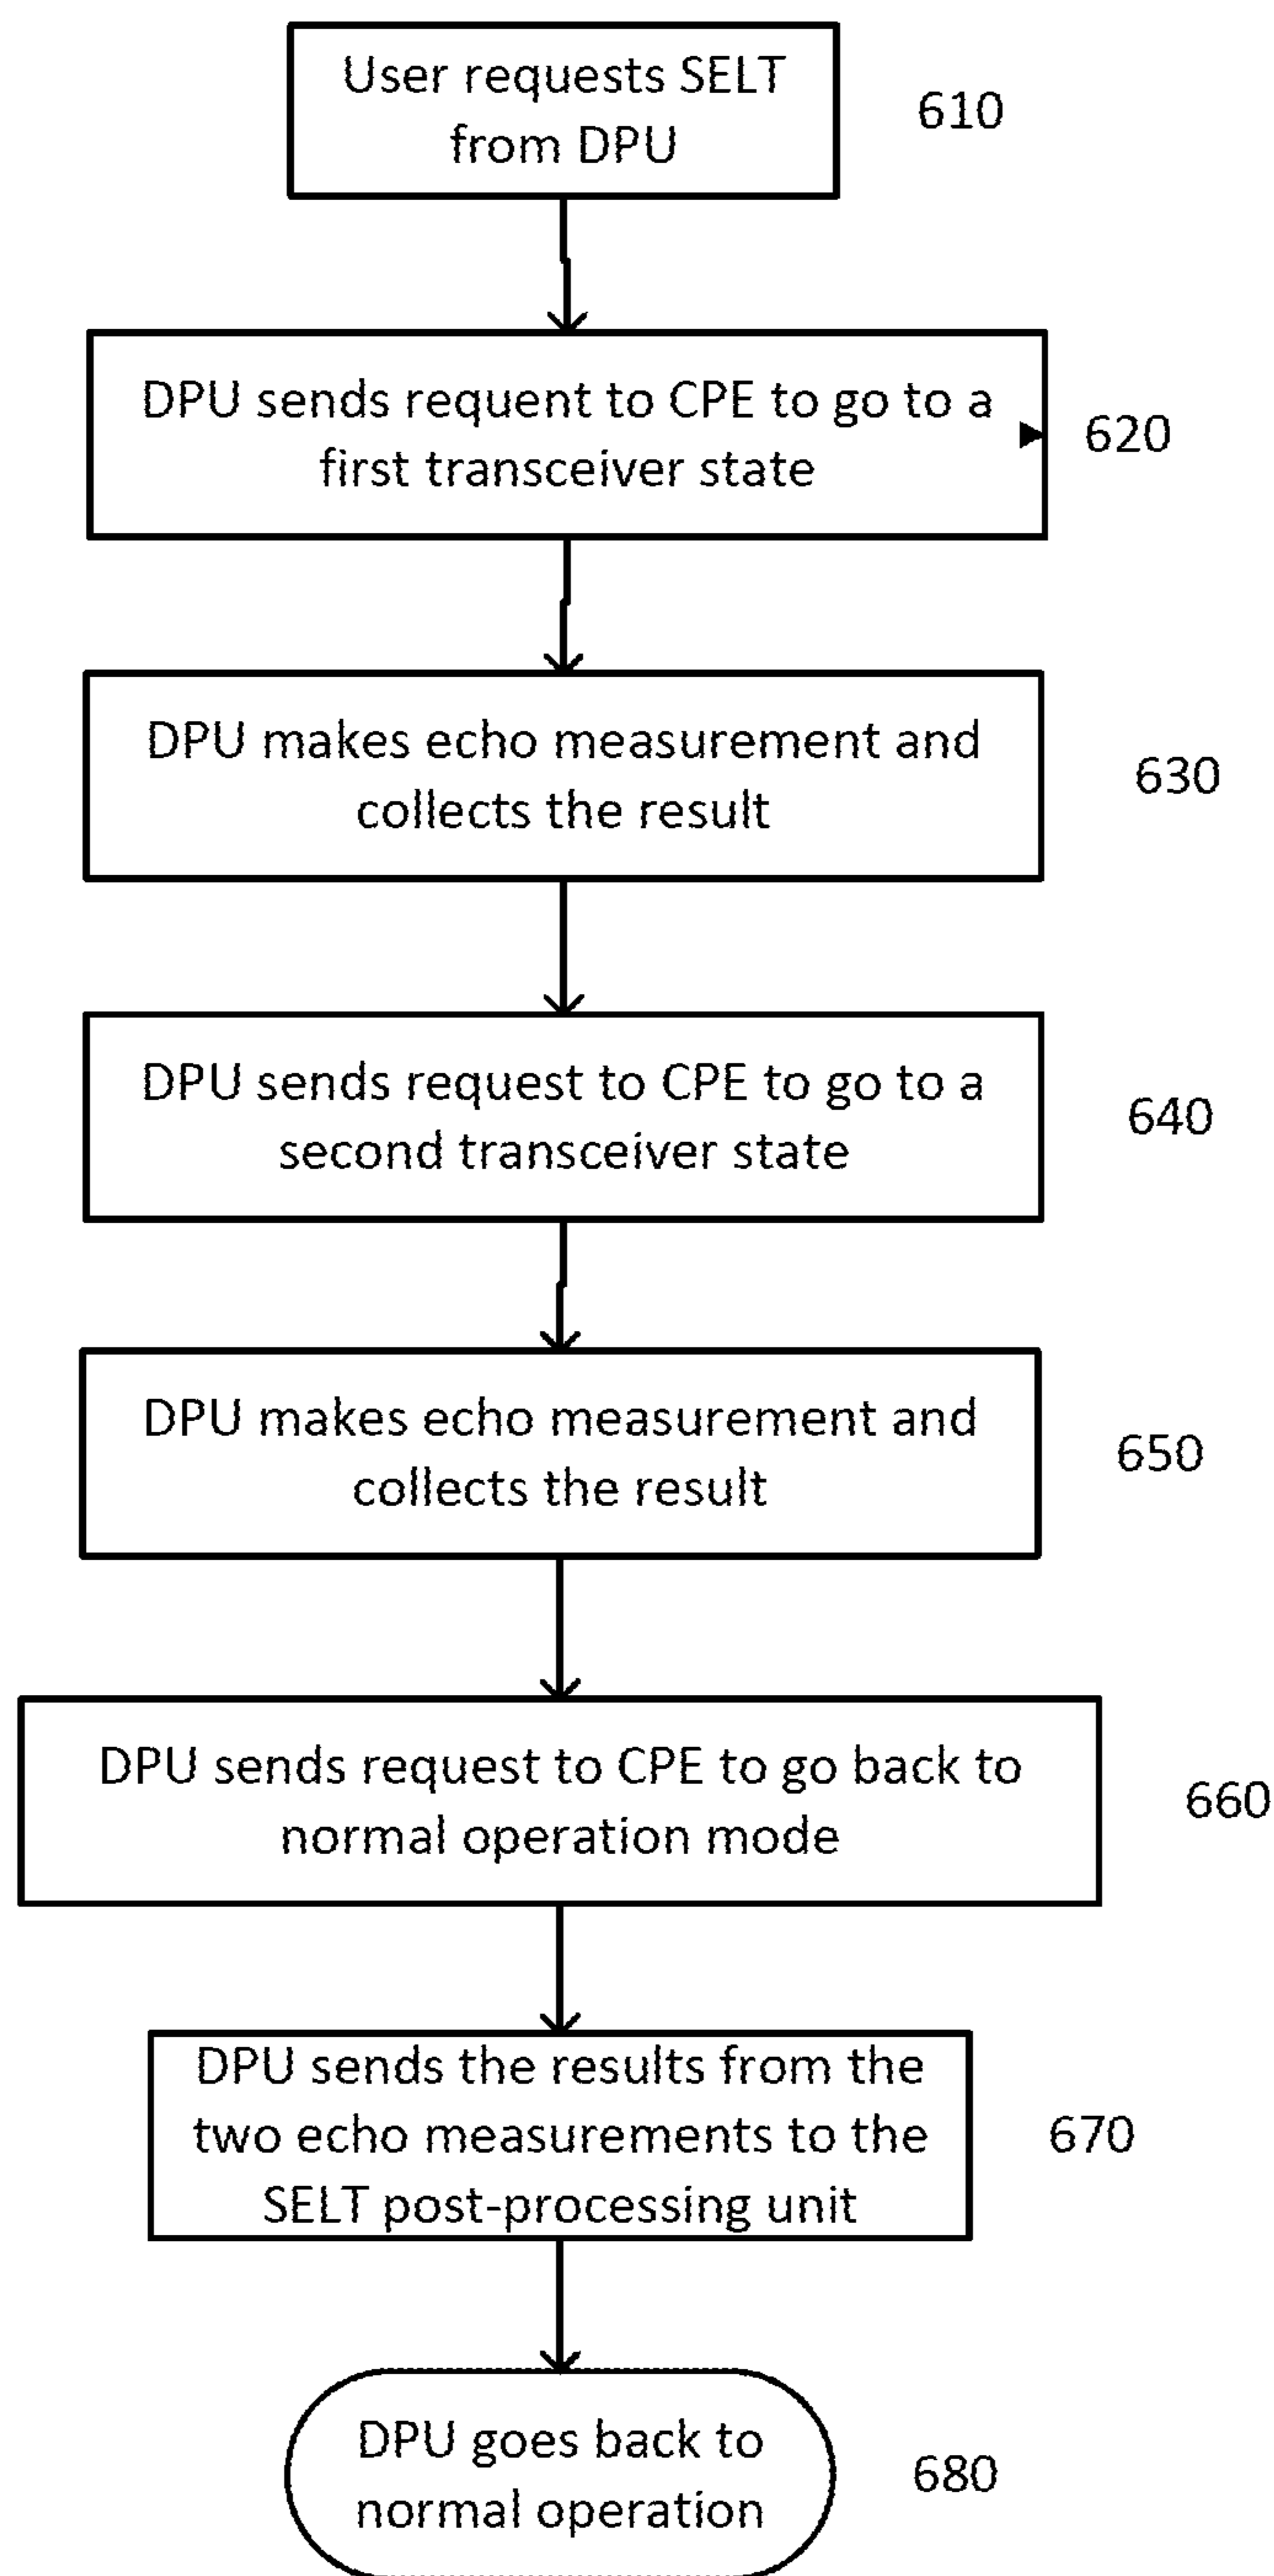 User requests SELT
from DPU
610
DPU sends requent to CPE to go to a
first transceiver state
620
DPU makes echo measurement and
collects the result
630
DPU sends request to CPE to go to a
second transceiver state
640
DPU makes echo measurement and
collects the result
650
DPU sends request to CPE to go back to
normal operation mode
660
DPU sends the results from the
two echo measurements to the
SELT post-processing unit
670
DPU goes back to
normal operation
680